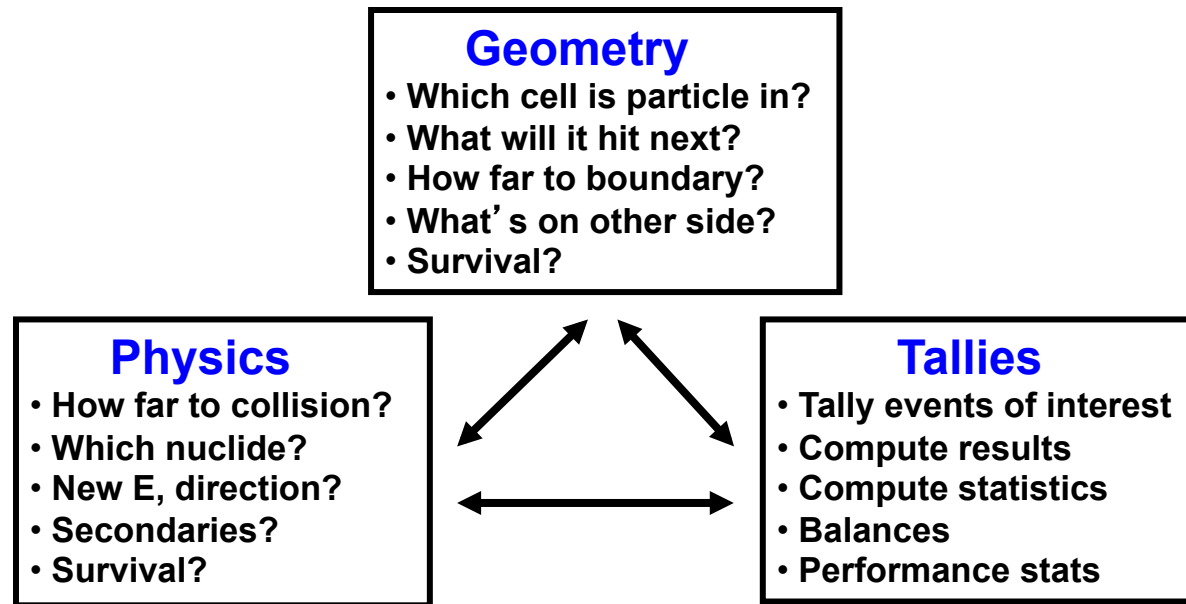 Geometry
• Which cell is particle in?
• What will it hit next?
• How far to boundary?
• What's on other side?
• Survival?
Physics
• How far to collision?
• Which nuclide?
• New E, direction?
• Secondaries?
• Survival?
Tallies
• Tally events of interest
• Compute results
• Compute statistics
• Balances
• Performance stats